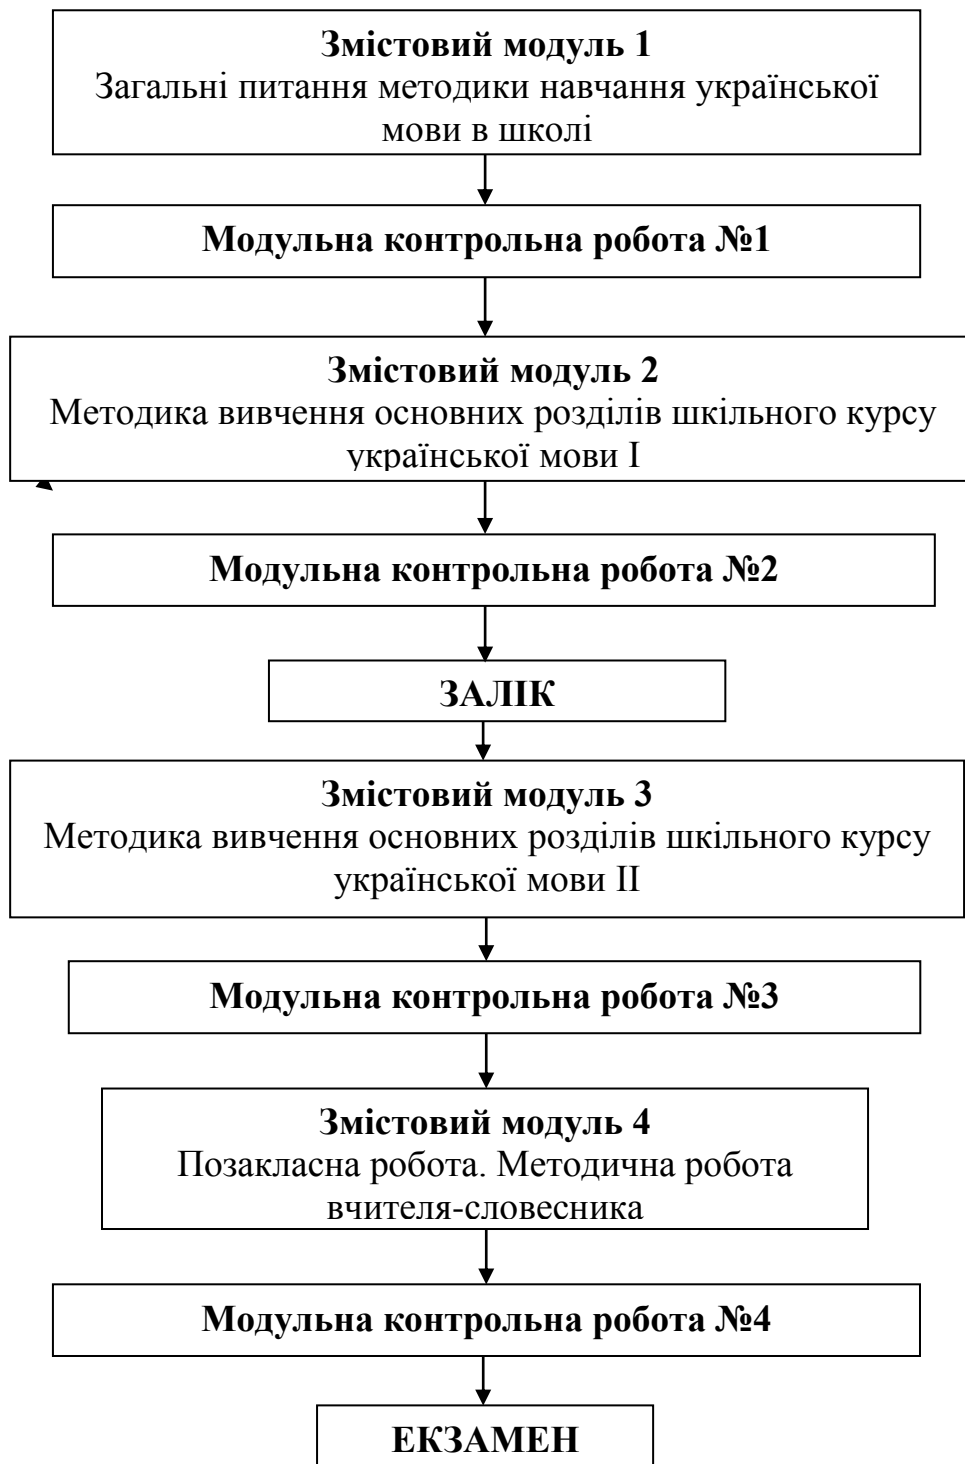 Змістовий модуль 1
Загальні питання методики навчання української
мови в школі
Модульна контрольна робота №1
Змістовий модуль 2
Методика вивчення основних розділів шкільного курсу
української мови І
Модульна контрольна робота №2
ЗАЛІК
Змістовий модуль 3
Методика вивчення основних розділів шкільного курсу
української мови ІІ
Модульна контрольна робота №3
Змістовий модуль 4
Позакласна робота. Методична робота
вчителя-словесника
Модульна контрольна робота №4
ЕКЗАМЕН